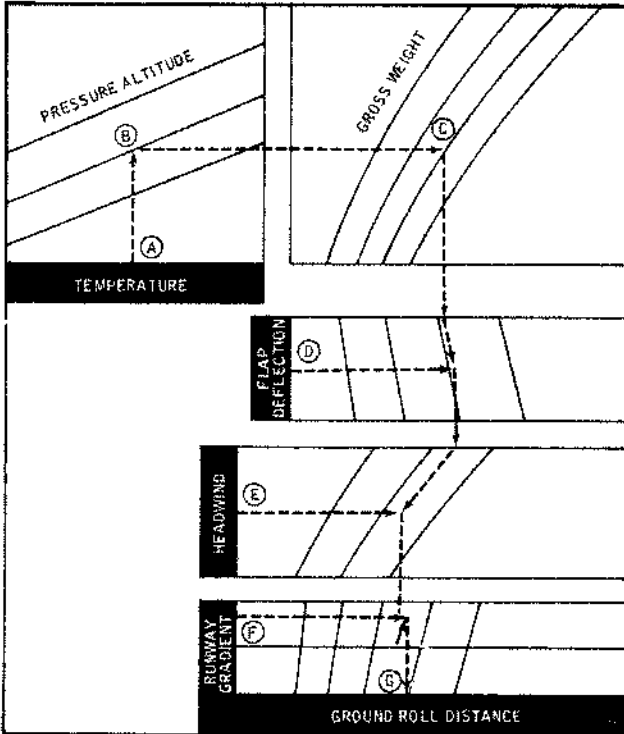 PRESSURE ALTITUDE
B
A
TEMPERATURE
GROSS WEIGHT
C
FLAP
DEFLECTION
D
HEADWIND
E
RUNWAY
GRADIENT
F
G
GROUND ROLL DISTANCE